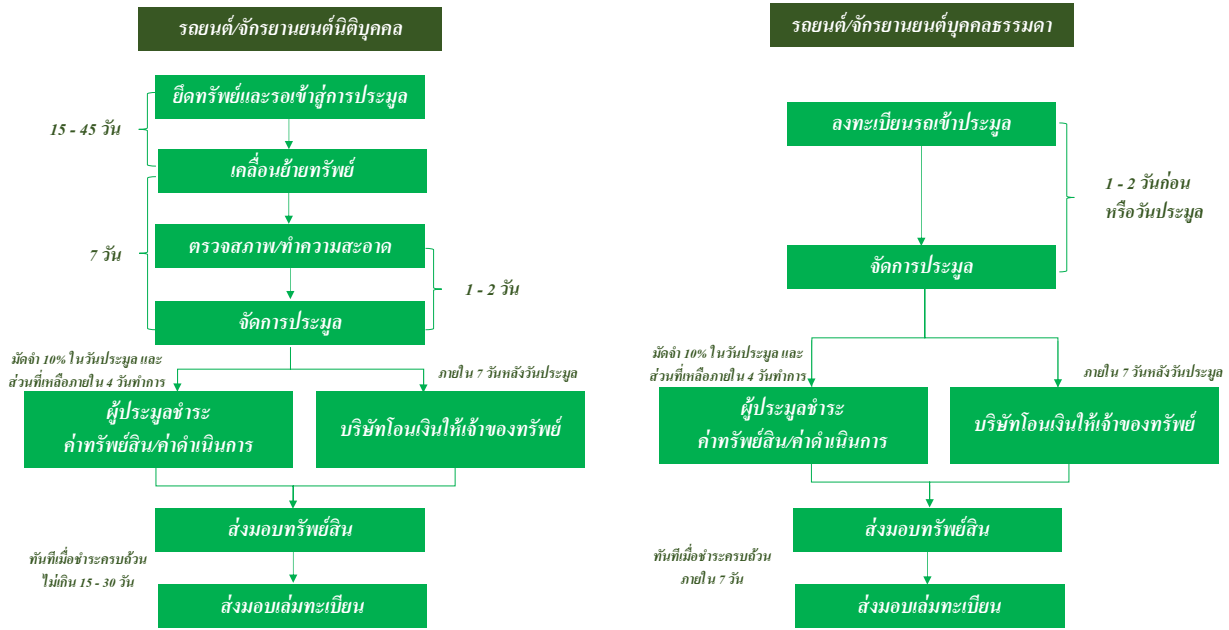 รถยนต์/จักรยานยนต์นิติบุคคล
ยึดทรัพย์และรอเข้าสู่การประมูล
15 - 45 วัน
เคลื่อนย้ายทรัพย์
ตรวจสภาพ/ทำความสะอาด
7 วัน
1 - 2 วัน
จัดการประมูล
มัดจำ 10% ในวันประมูล และ
ส่วนที่เหลือภายใน 4 วันทำการ
ภายใน 7 วันหลังวันประมูล
ผู้ประมูลชำระ
ค่าทรัพย์สิน/ค่าดำเนินการ
บริษัทโอนเงินให้เจ้าของทรัพย์
ส่งมอบทรัพย์สิน
ทันทีเมื่อชำระครบถ้วน
ไม่เกิน 15 - 30 วัน
ส่งมอบเล่มทะเบียน
รถยนต์/จักรยานยนต์บุคคลธรรมดา
ลงทะเบียนรถเข้าประมูล
1 - 2 วันก่อน
หรือวันประมูล
จัดการประมูล
มัดจำ 10% ในวันประมูล และ
ส่วนที่เหลือภายใน 4 วันทำการ
ภายใน 7 วันหลังวันประมูล
ผู้ประมูลชำระ
ค่าทรัพย์สิน/ค่าดำเนินการ
บริษัทโอนเงินให้เจ้าของทรัพย์
ส่งมอบทรัพย์สิน
ทันทีเมื่อชำระครบถ้วน
ภายใน 7 วัน
ส่งมอบเล่มทะเบียน